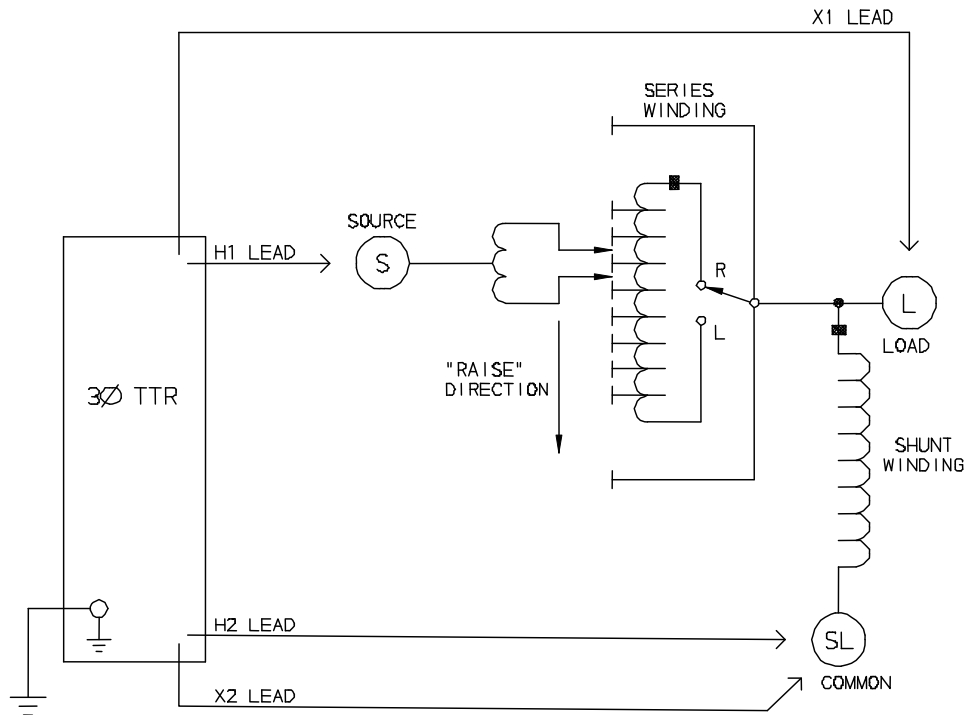 X1 LEAD
SERIES
WINDING
SOURCE
H1 LEAD
S
R
L
L
LOAD
"RAISE"
DIRECTION
3Ø TTR
SHUNT
WINDING
H2 LEAD
SL
COMMON
X2 LEAD